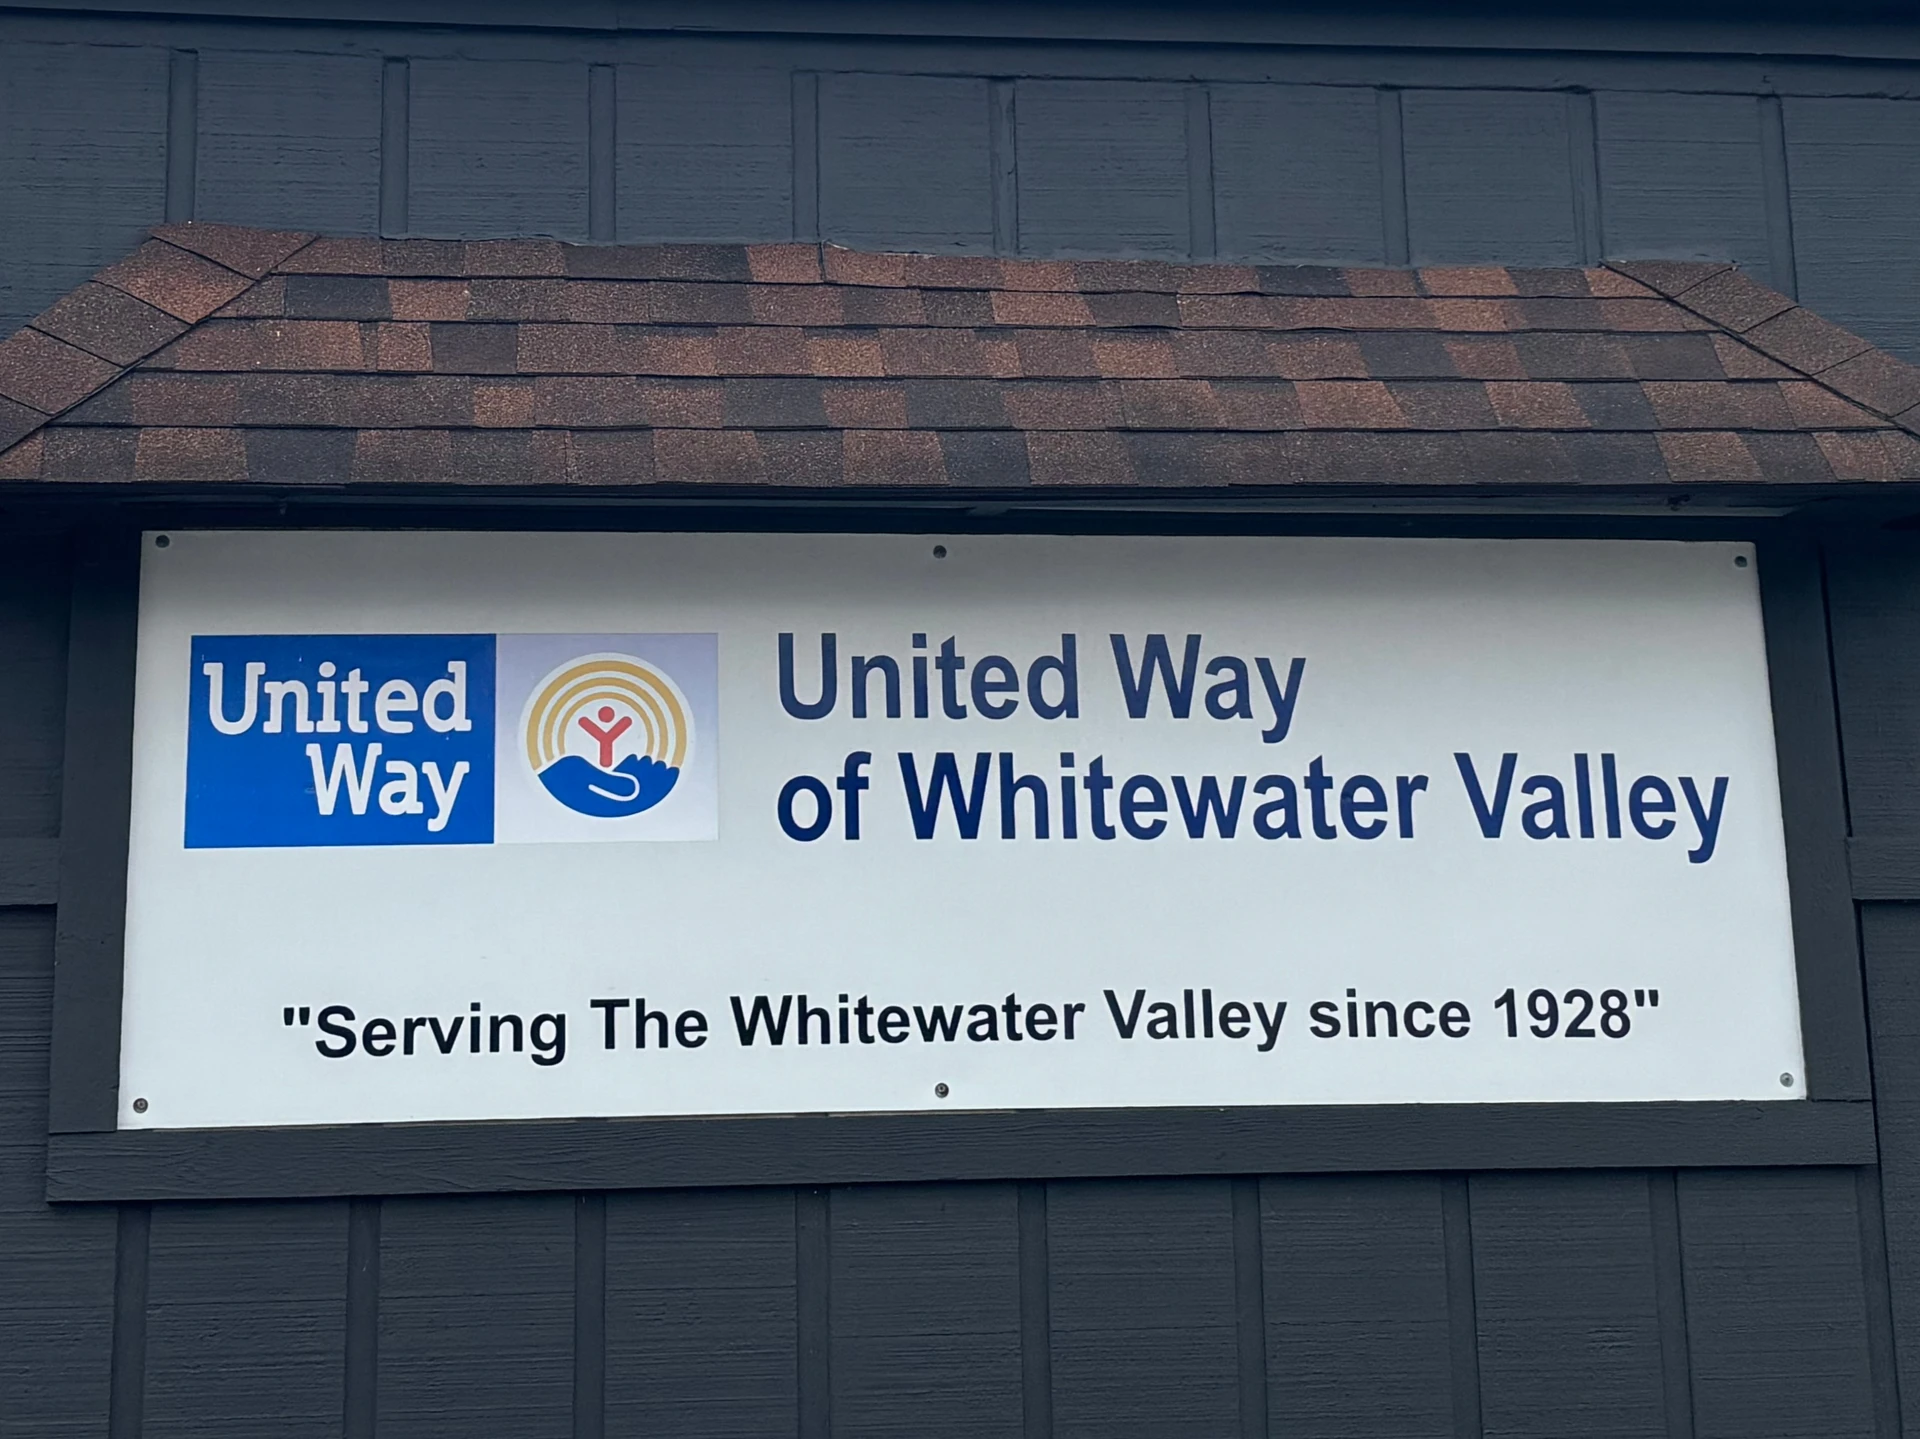 United
Way
United Way
of Whitewater Valley
"Serving The Whitewater Valley since 1928"